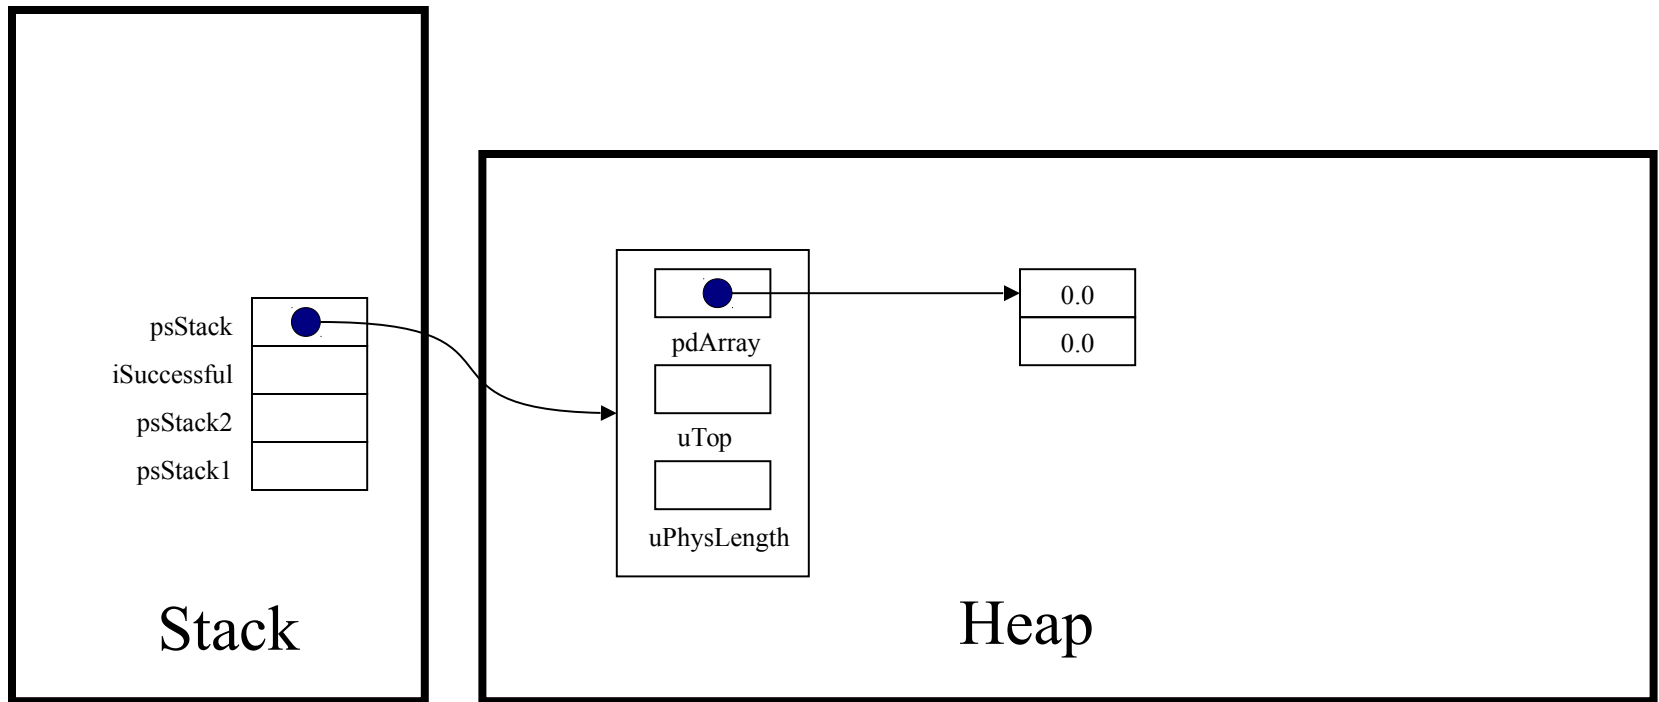 psStack
iSuccessful
psStack2
psStack1
Stack
pdArray
uTop
uPhysLength
0.0
0.0
Heap